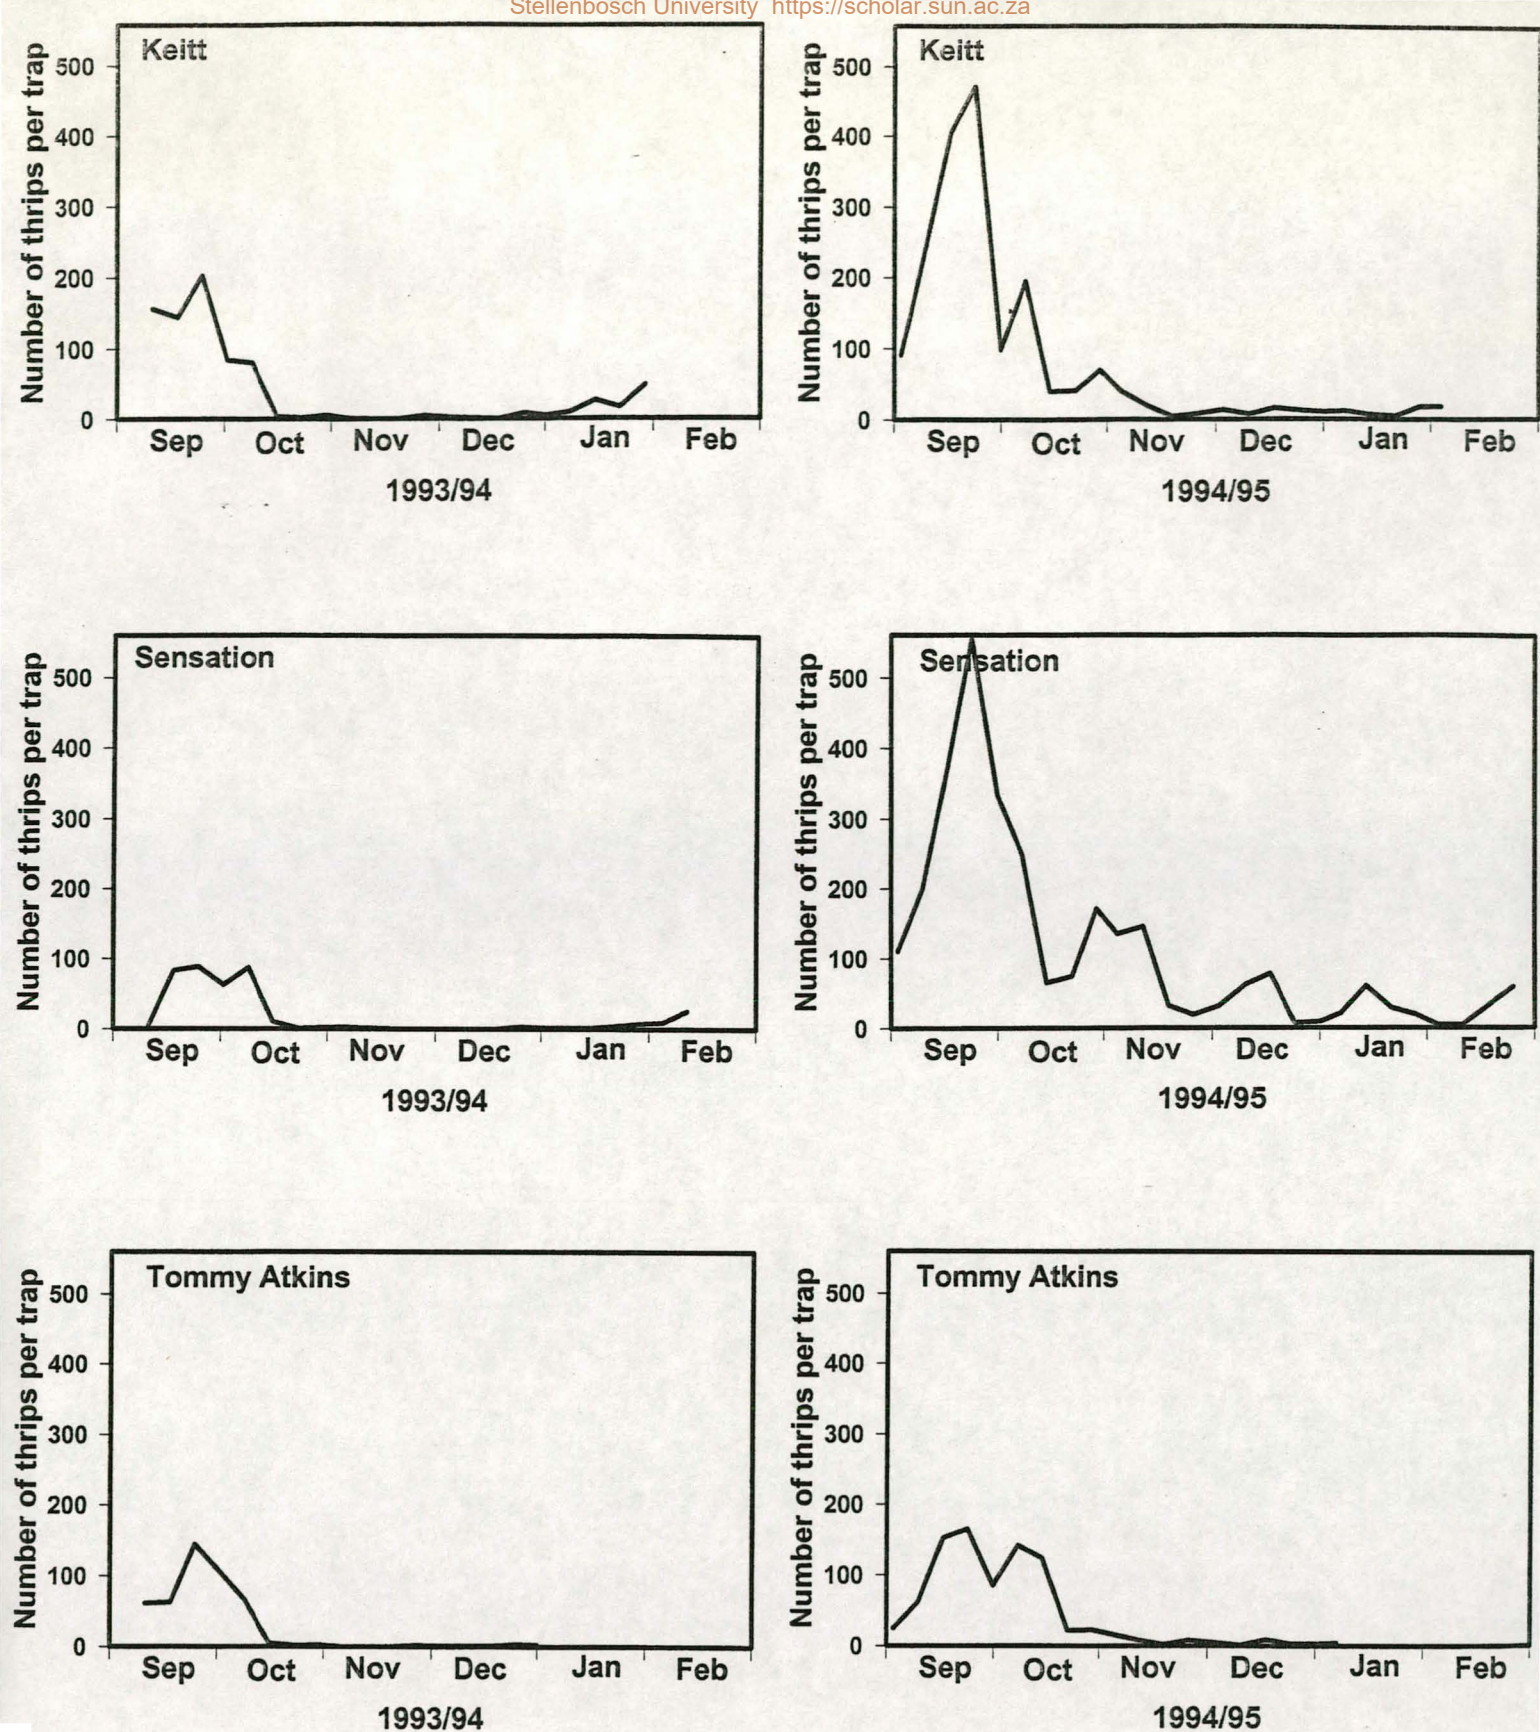 Stellenbosch University https://scholar.sun.ac.za
Keitt
Number of thrips per trap
500
400
300
200
100
0
Sep Oct Nov Dec Jan Feb
1993/94
Keitt
Number of thrips per trap
500
400
300
200
100
0
Sep Oct Nov Dec Jan Feb
1994/95
Sensation
Number of thrips per trap
500
400
300
200
100
0
Sep Oct Nov Dec Jan Feb
1993/94
Sensation
Number of thrips per trap
500
400
300
200
100
0
Sep Oct Nov Dec Jan Feb
1994/95
Tommy Atkins
Number of thrips per trap
500
400
300
200
100
0
Sep Oct Nov Dec Jan Feb
1993/94
Tommy Atkins
Number of thrips per trap
500
400
300
200
100
0
Sep Oct Nov Dec Jan Feb
1994/95